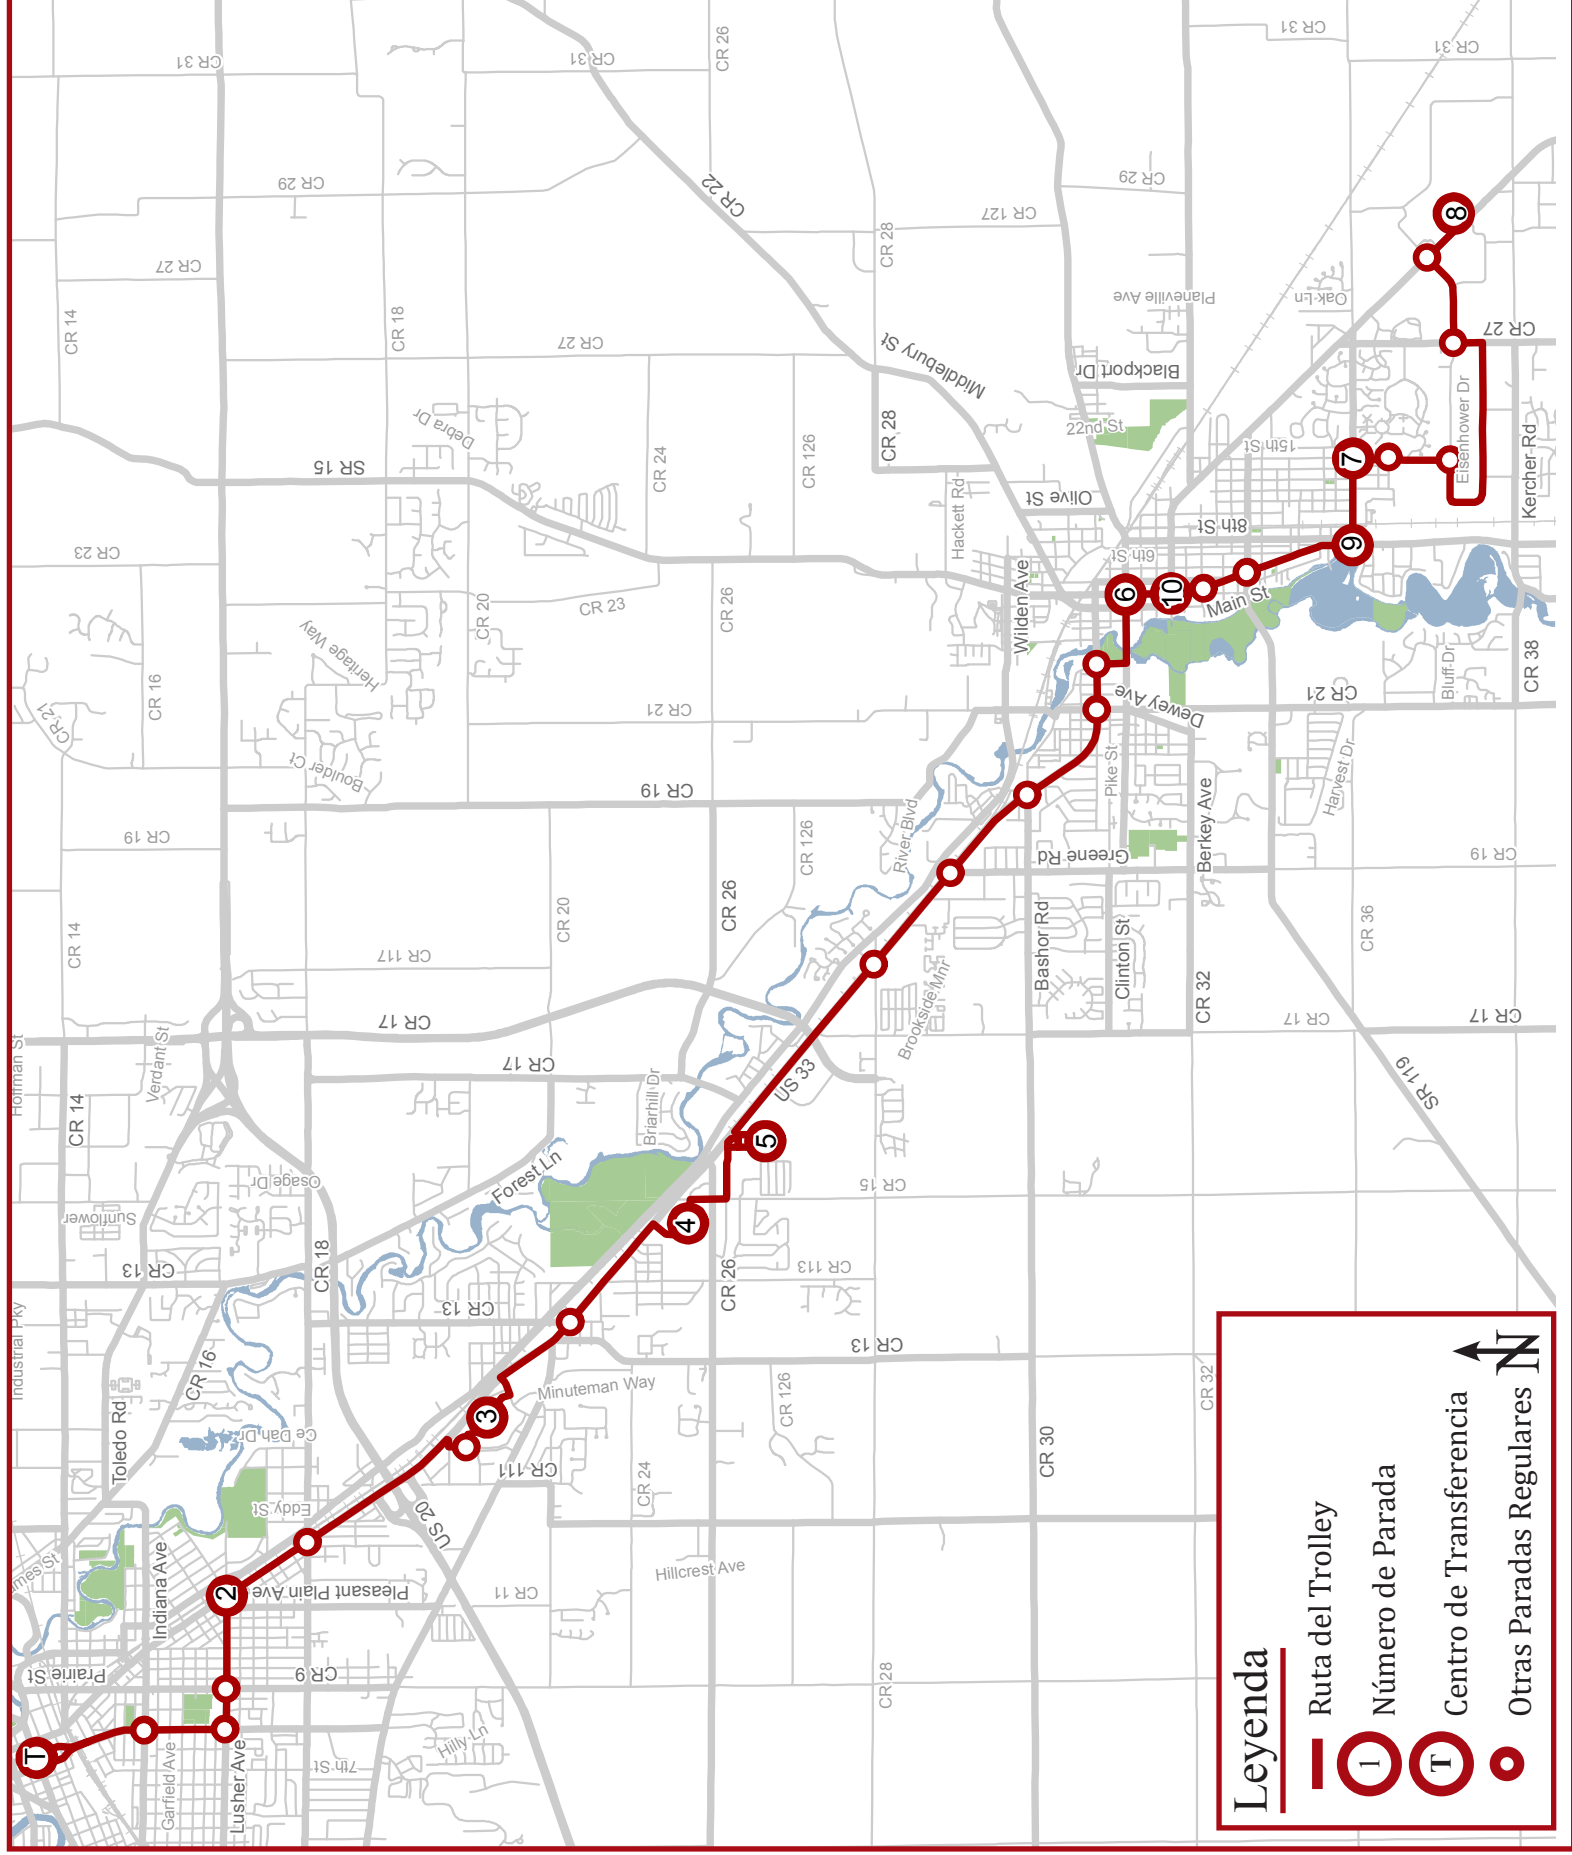 CR 31
CR 31
CR 26
CR 31
CR 31
CR 29
CR 22
CR 29
CR 127
CR 28
CR 27
CR 14
CR 18
CR 27
Planeville Ave
Oak Ln
CR 27
Middlebury St
Blackport Dr
22nd St
Debra Dr
SR 15
CR 24
CR 126
CR 28
Hackett Rd
Olive St
15th St
Eisenhower Dr
Kercher Rd
8th St
6th St
CR 23
CR 16
CR 20
CR 23
CR 26
Wilden Ave
Main St
Heritage Way
CR 21
Boulder Ct
CR 21
Dewey Ave
CR 21
Bluff Dr
CR 38
Pike St
Harvest Dr
CR 19
CR 19
CR 126
River Blvd
Greene Rd
Berkey Ave
CR 19
CR 14
CR 117
CR 20
CR 26
Brookside Mnr
Bashor Rd
Clinton St
CR 32
CR 36
CR 17
CR 17
CR 17
CR 17
US 33
SR 119
Hoffman St
Verdant St
CR 14
Briarhill Dr
Forest Ln
Osage Dr
Sunflower
CR 15
CR 13
CR 18
CR 113
CR 26
CR 13
CR 13
Industrial Pky
CR 16
Toledo Rd
Ce Dah Dr
Minuteman Way
CR 126
CR 32
CR 30
CR 111
CR 24
Eddy St
US 20
mes St
Indiana Ave
Pleasant Plain Ave
CR 11
Hillcrest Ave
Prairie St
CR 9
CR 28
Garfield Ave
Lusher Ave
7th St
Hilly Ln
T
2
3
4
5
6
10
9
7
8
Leyenda
Ruta del Trolley
1 Número de Parada
T Centro de Transferencia
Otras Paradas Regulares
N